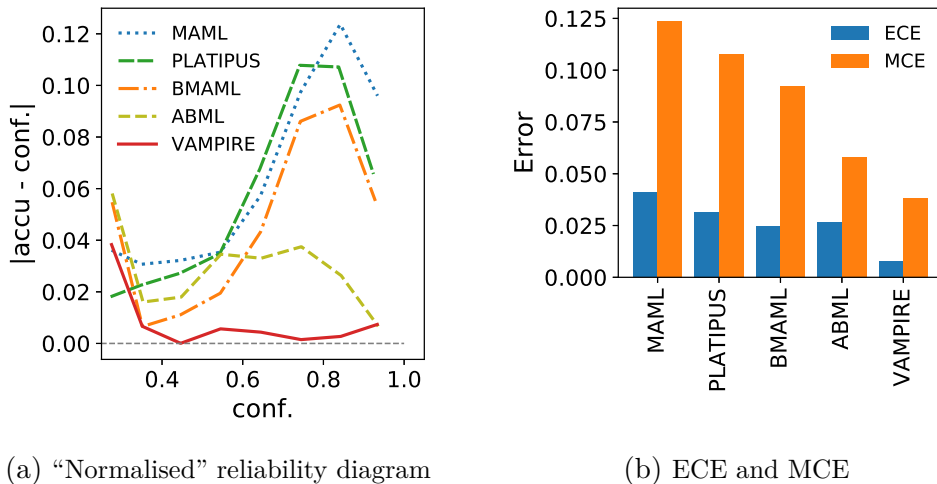 0.12
0.10
0.08
0.06
0.04
0.02
0.00
|accu - conf.|
MAML
PLATIPUS
BMAML
ABML
VAMPIRE
0.4 0.6 0.8 1.0
conf.
(a) “Normalised” reliability diagram
0.125
0.100
0.075
0.050
0.025
0.000
Error
ECE
MCE
MAML
PLATIPUS
BMAML
ABML
VAMPIRE
(b) ECE and MCE